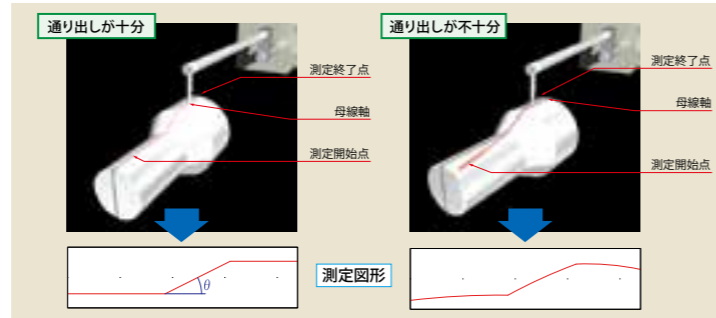 通り出しが十分
測定終了点
母線軸
測定開始点
θ
通り出しが不十分
測定終了点
母線軸
測定開始点
測定図形